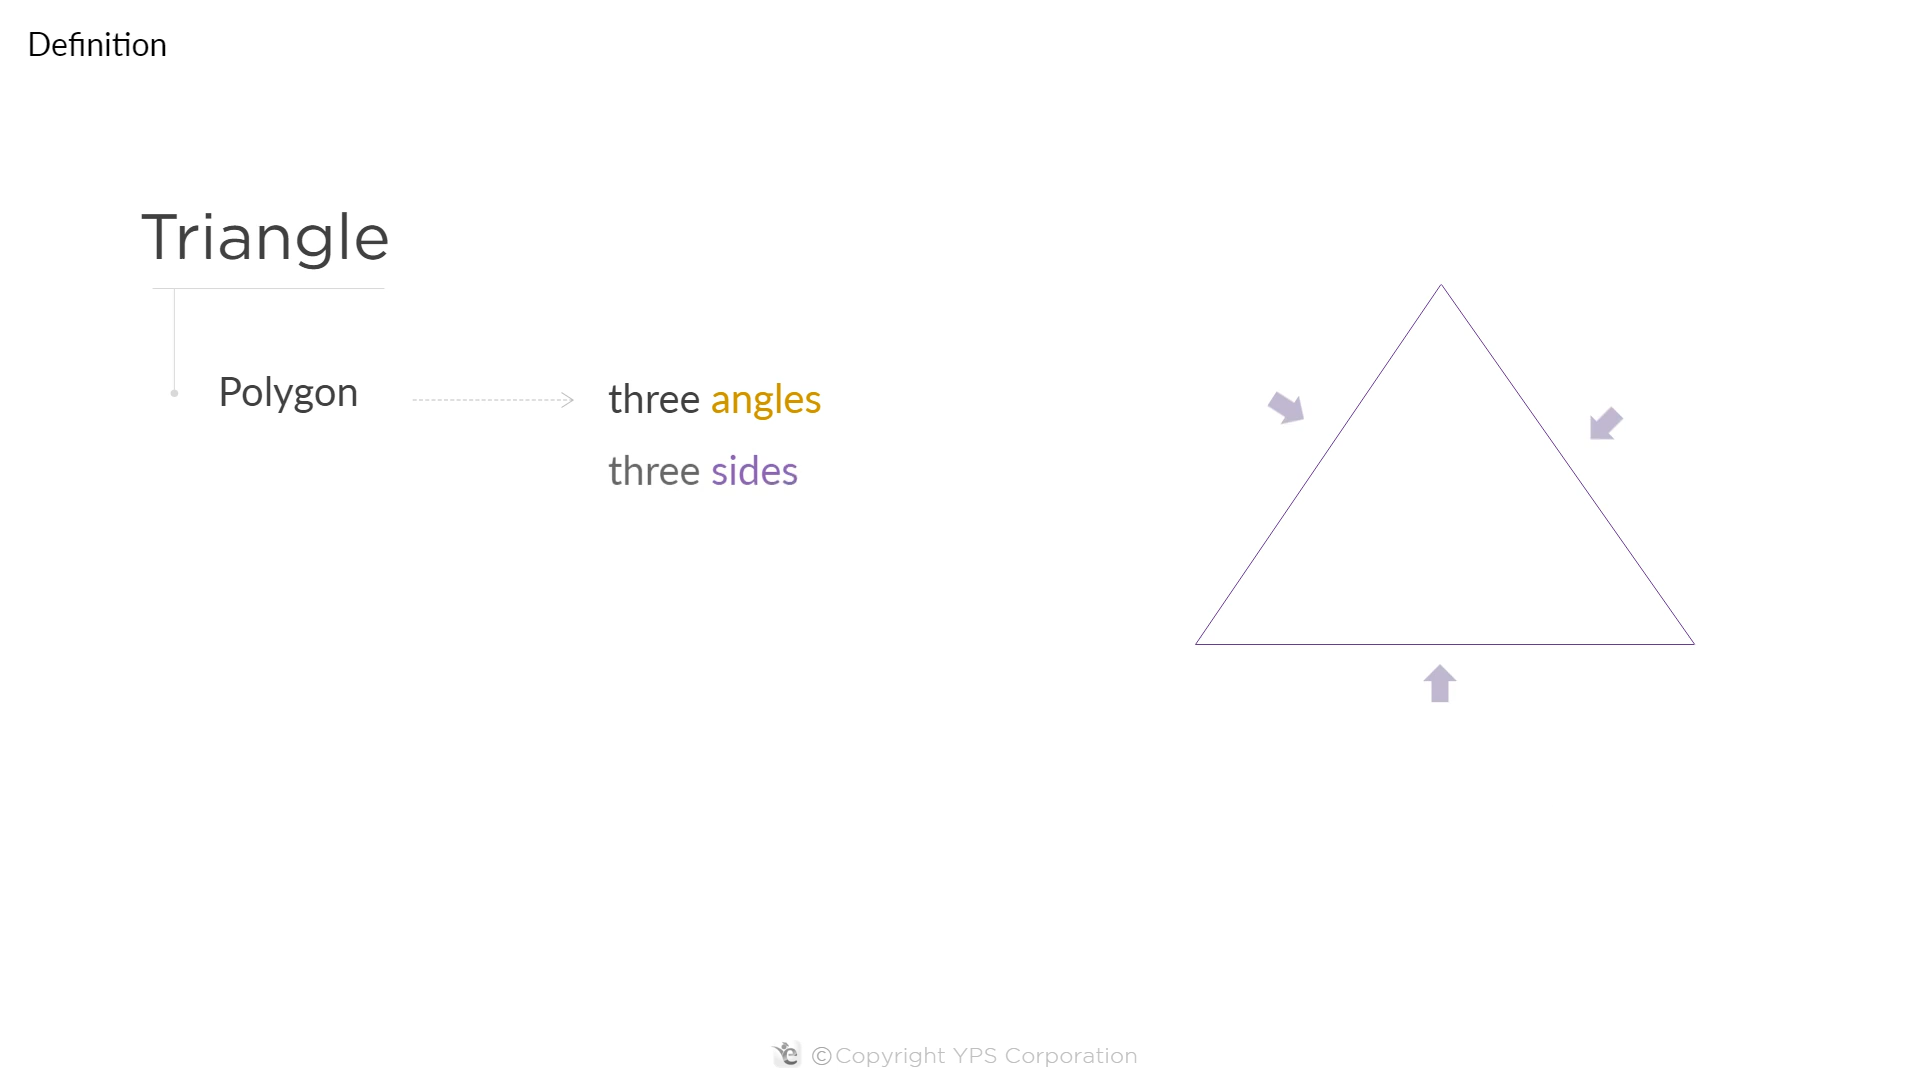 Definition
Triangle
Polygon
three angles
three sides
©Copyright YPS Corporation